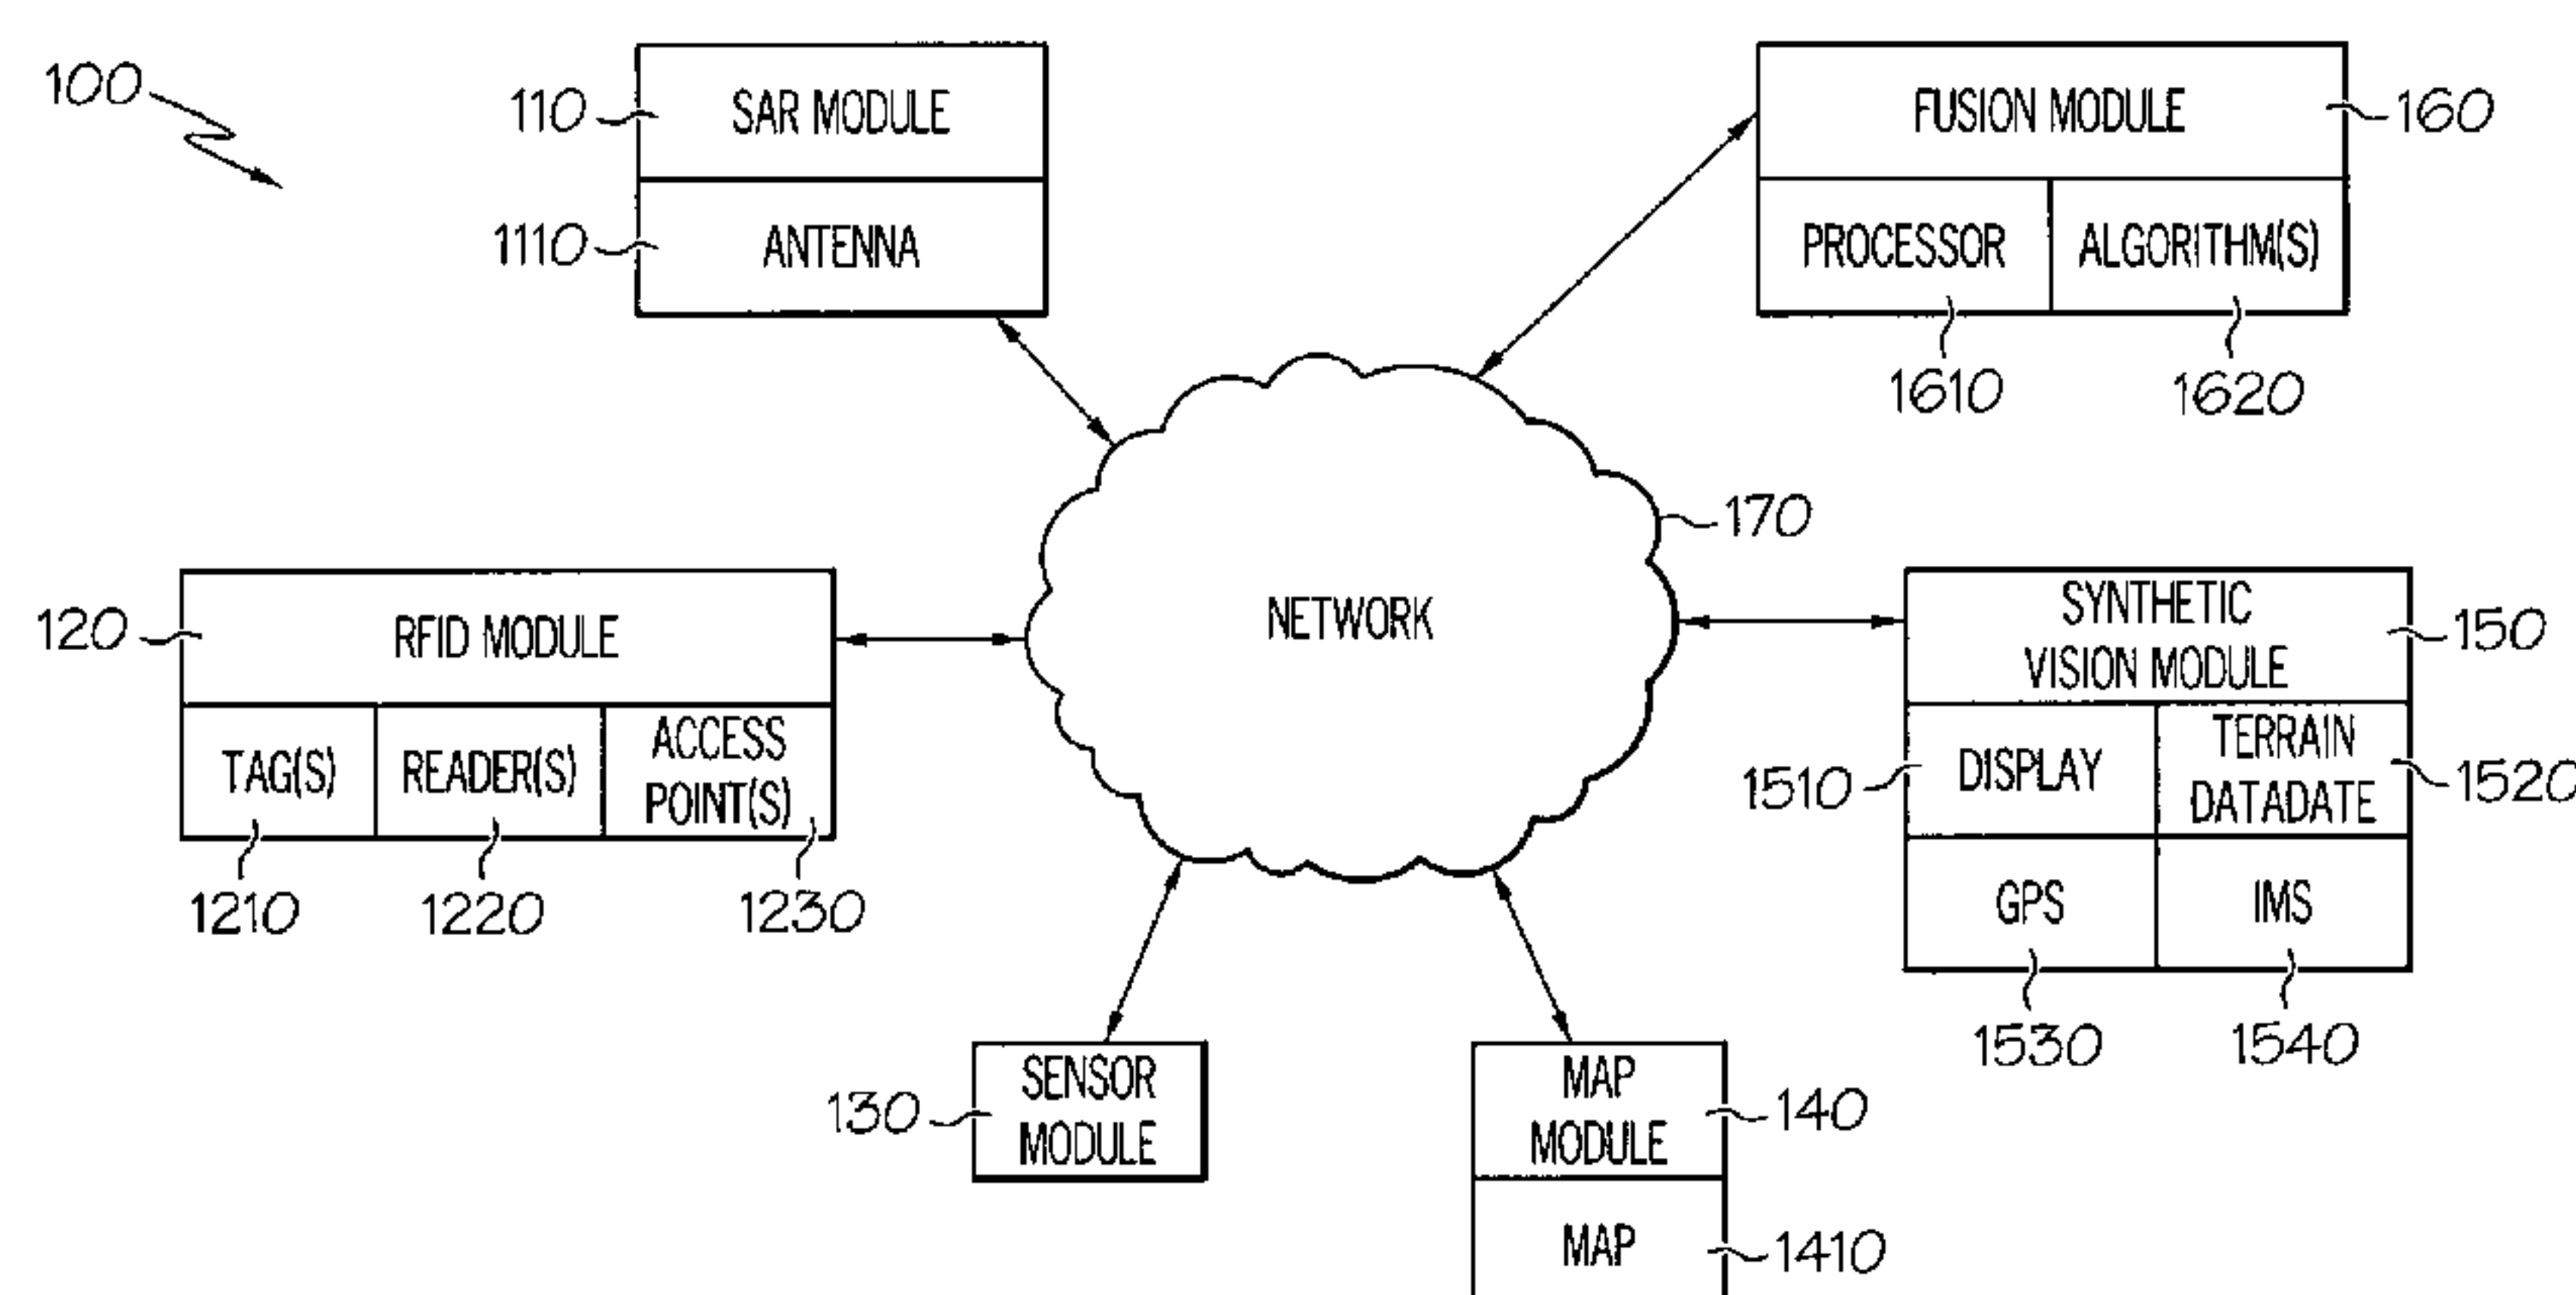 100
110
SAR MODULE
1110
ANTENNA
FUSION MODULE
160
PROCESSOR
ALGORITHM(S)
1610
1620
170
NETWORK
120
RFID MODULE
TAG(S)
READER(S)
ACCESS
POINT(S)
1210
1220
1230
SYNTHETIC
VISION MODULE
150
1510
DISPLAY
TERRAIN
DATADATE
1520
GPS
IMS
1530
1540
130
SENSOR
MODULE
MAP
MODULE
140
MAP
1410